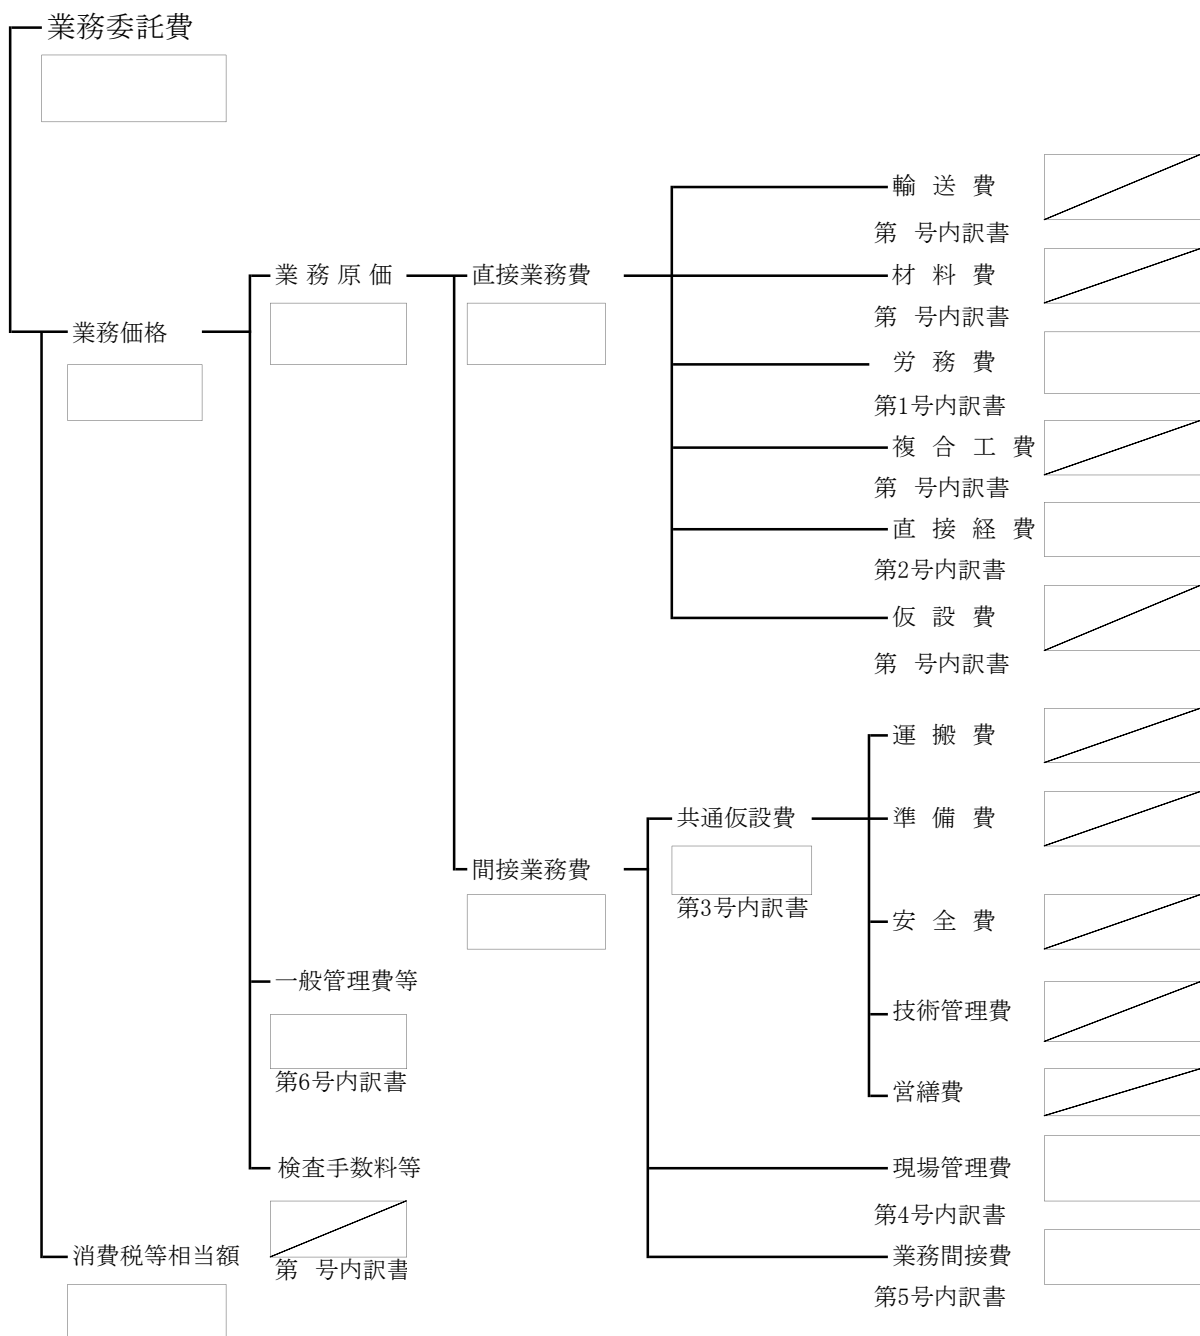 業務委託費
輸 送 費
第 号内訳書
業 務 原 価
直接業務費
材 料 費
第 号内訳書
業務価格
労 務 費
第1号内訳書
複 合 工 費
第 号内訳書
直 接 経 費
第2号内訳書
仮 設 費
第 号内訳書
運 搬 費
共通仮設費
準 備 費
間接業務費
第3号内訳書
安 全 費
一般管理費等
技術管理費
第6号内訳書
営繕費
検査手数料等
現場管理費
第4号内訳書
消費税等相当額
第 号内訳書
業務間接費
第5号内訳書